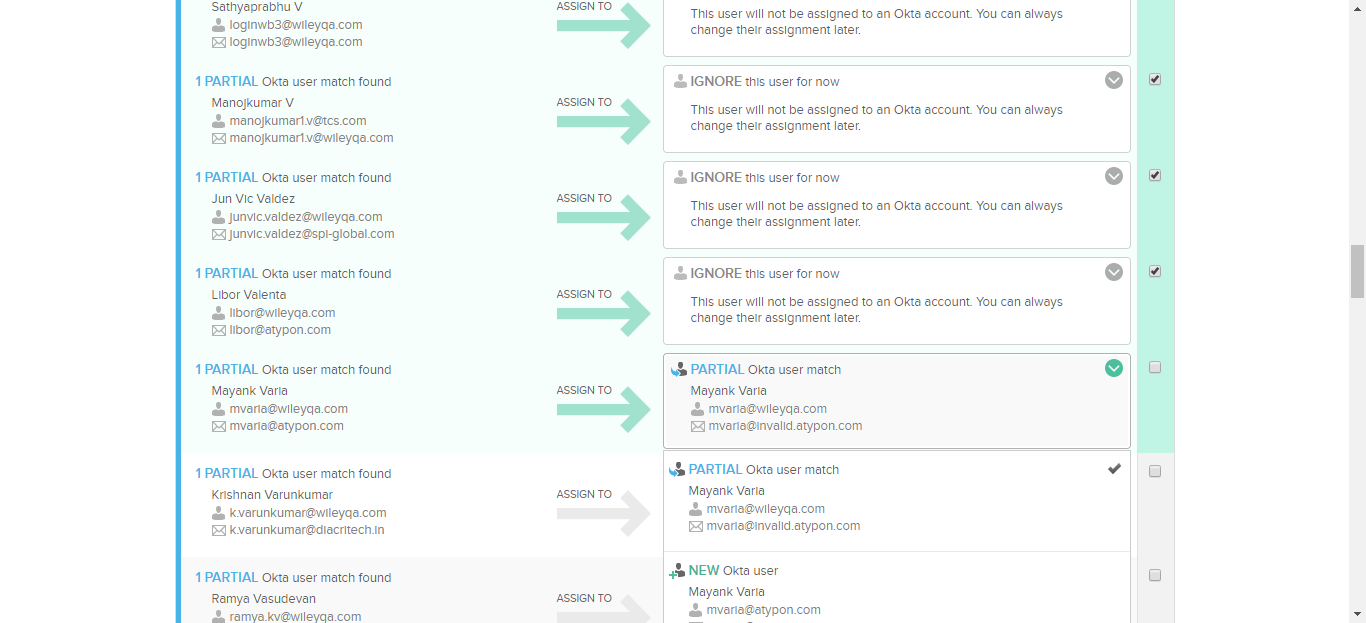 Sathyaprabhu V
loginwb3@wileyqa.com
loginwb3@wileyqa.com
ASSIGN TO
This user will not be assigned to an Okta account. You can always
change their assignment later.
1 PARTIAL Okta user match found
Manojkumar V
manojkumar1.v@tcs.com
manojkumar1.v@wileyqa.com
ASSIGN TO
IGNORE this user for now
This user will not be assigned to an Okta account. You can always
change their assignment later.
1 PARTIAL Okta user match found
Jun Vic Valdez
junvic.valdez@wileyqa.com
junvic.valdez@spi-global.com
ASSIGN TO
IGNORE this user for now
This user will not be assigned to an Okta account. You can always
change their assignment later.
1 PARTIAL Okta user match found
Libor Valenta
libor@wileyqa.com
libor@atypon.com
ASSIGN TO
IGNORE this user for now
This user will not be assigned to an Okta account. You can always
change their assignment later.
1 PARTIAL Okta user match found
Mayank Varia
mvaria@wileyqa.com
mvaria@atypon.com
ASSIGN TO
PARTIAL Okta user match
Mayank Varia
mvaria@wileyqa.com
mvaria@invalid.atypon.com
1 PARTIAL Okta user match found
Krishnan Varunkumar
k.varunkumar@wileyqa.com
k.varunkumar@diacritech.in
ASSIGN TO
PARTIAL Okta user match
Mayank Varia
mvaria@wileyqa.com
mvaria@invalid.atypon.com
1 PARTIAL Okta user match found
Ramya Vasudevan
ramya.kv@wileyqa.com
ASSIGN TO
NEW Okta user
Mayank Varia
mvaria@atypon.com